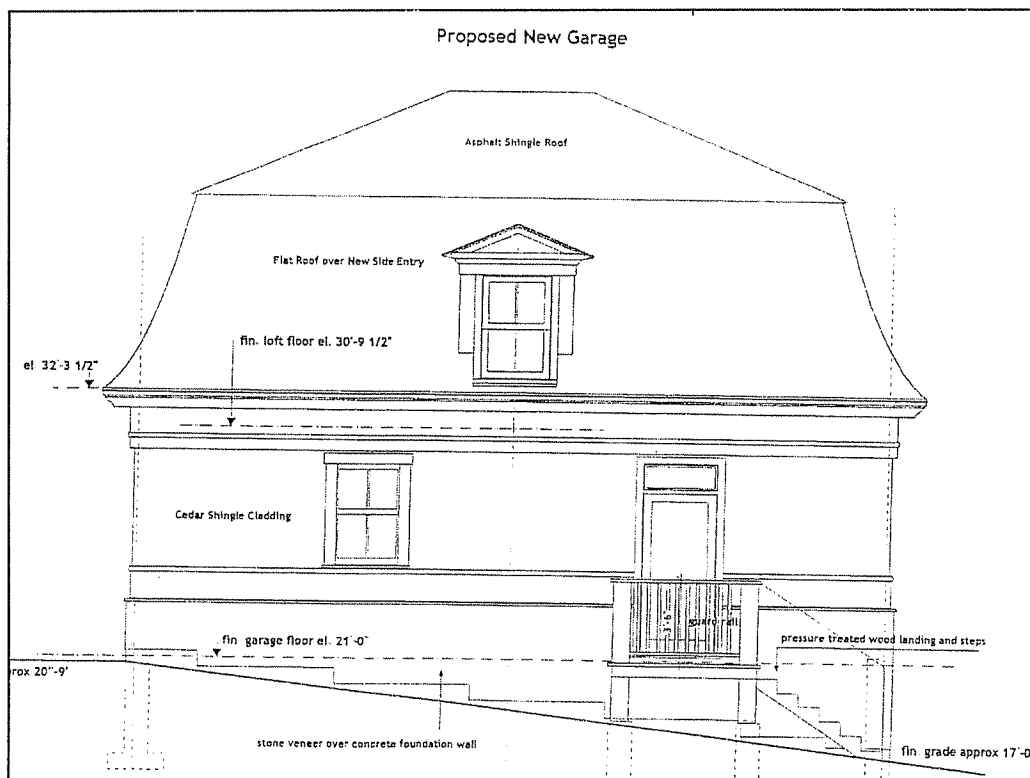 Proposed New Garage
Asphalt Shingle Roof
Flat Roof over New Side Entry
fin. loft floor el. 30'-9 1/2"
el. 32'-3 1/2"
Cedar Shingle Cladding
3'-6"
guard rail
fin garage floor el. 21'-0"
pressure treated wood landing and steps
20"-9'
stone veneer over concrete foundation wall
fin. grade approx 17'-0